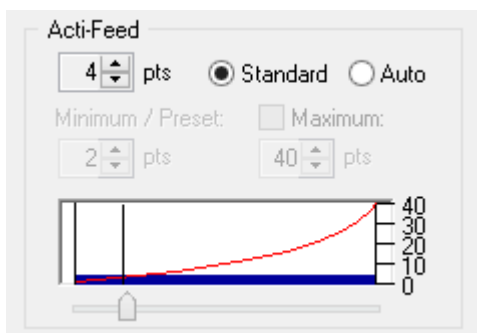 Acti-Feed
4 pts Standard Auto
Minimum / Preset: Maximum:
2 pts 40 pts
40
30
20
10
0